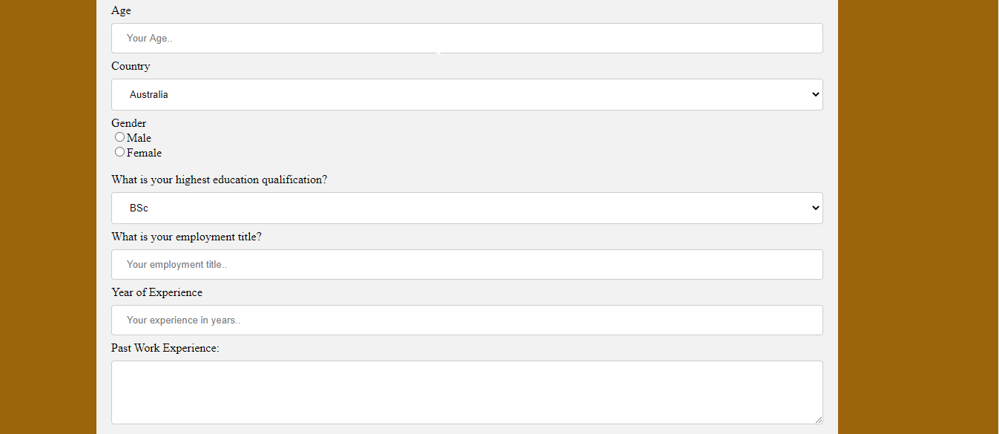 Age
Your Age..
Country
Australia
Gender
Male
Female
What is your highest education qualification?
BSc
What is your employment title?
Your employment title..
Year of Experience
Your experience in years..
Past Work Experience: